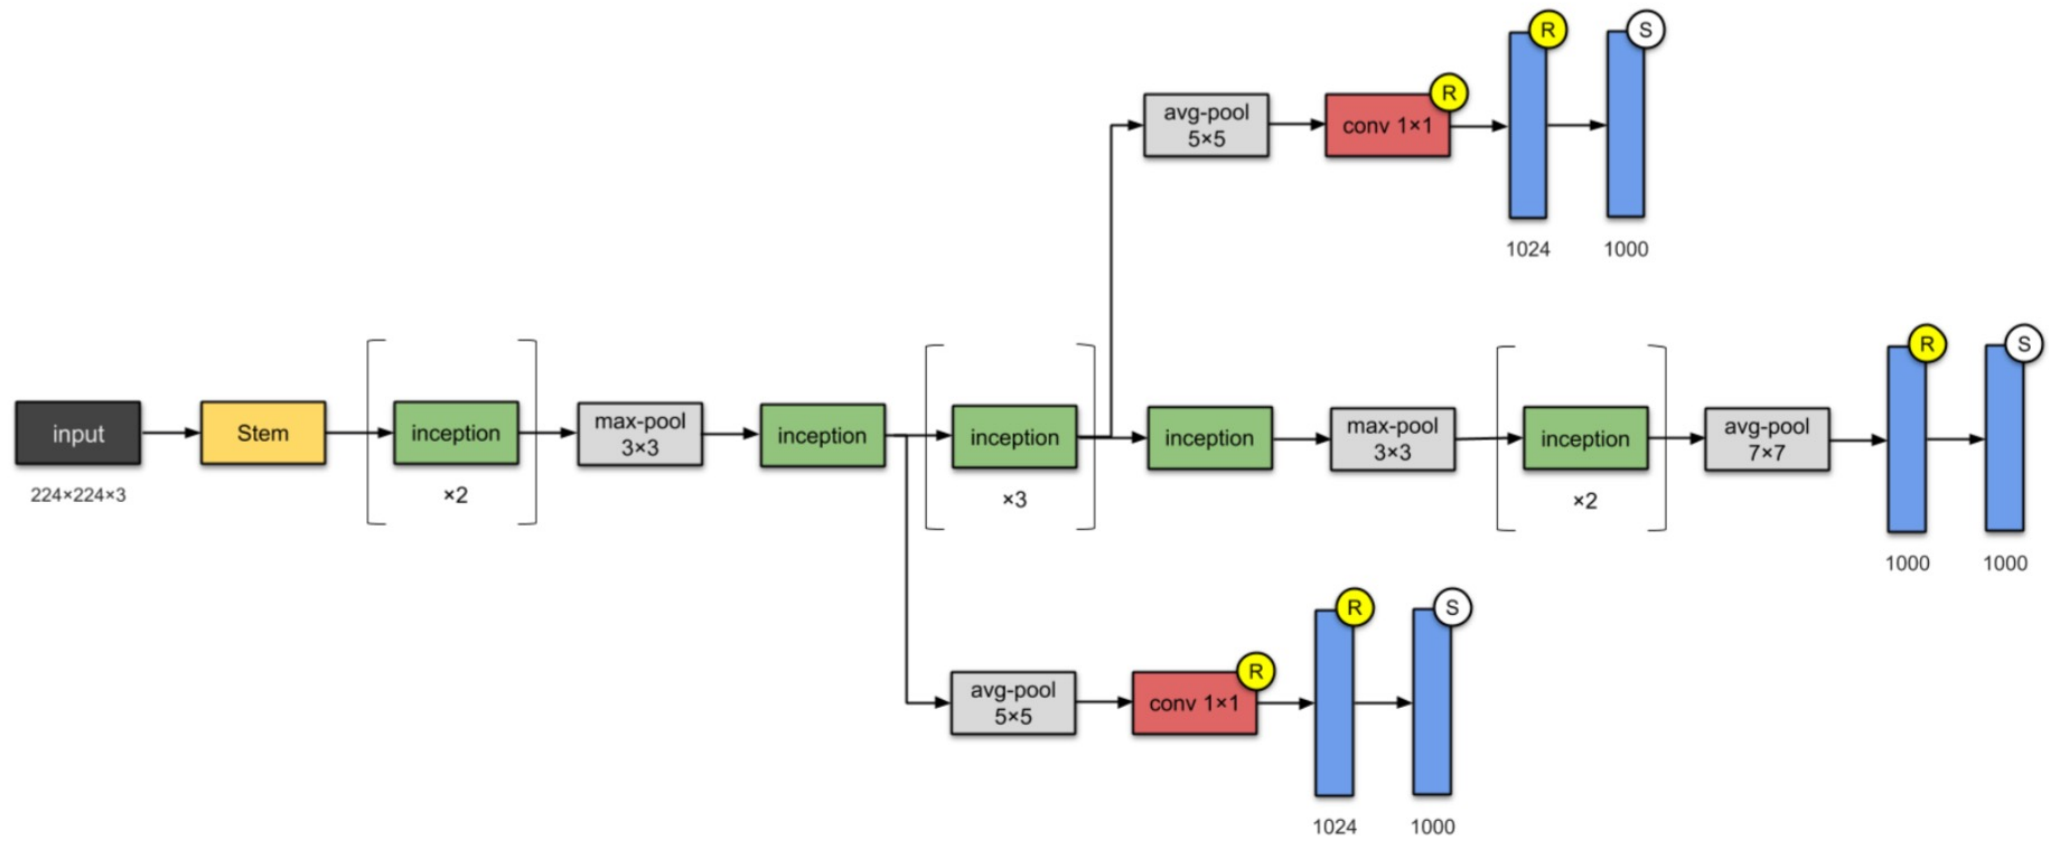 R
S
R
avg-pool
5×5
conv 1×1
1024
1000
R
S
input
Stem
inception
max-pool
3×3
inception
inception
inception
max-pool
3×3
inception
avg-pool
7×7
224×224×3
×2
×3
×2
1000
1000
R
S
R
avg-pool
5×5
conv 1×1
1024
1000